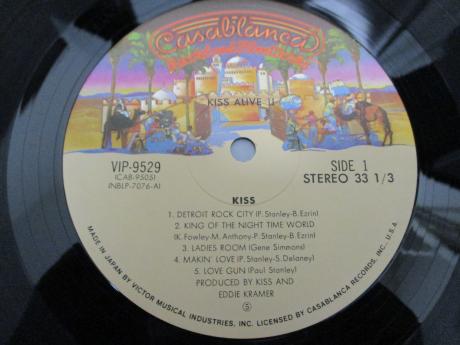 Casablanca
Record and FilmWorks
KISS ALIVE II
VIP-9529
(CAB-9505)
(NBLP-7076-A)
SIDE 1
STEREO 33 1/3
KISS
1. DETROIT ROCK CITY (P. Stanley-B. Ezrin)
2. KING OF THE NIGHT TIME WORLD
(K. Fowley-M. Anthony-P. Stanley-B. Ezrin)
3. LADIES ROOM (Gene Simmons)
4. MAKIN' LOVE (P. Stanley-S. Delaney)
5. LOVE GUN (Paul Stanley)
PRODUCED BY KISS AND
EDDIE KRAMER
S
MADE IN JAPAN BY VICTOR MUSICAL INDUSTRIES, INC. LICENSED BY CASABLANCA RECORDS, INC., U.S.A.